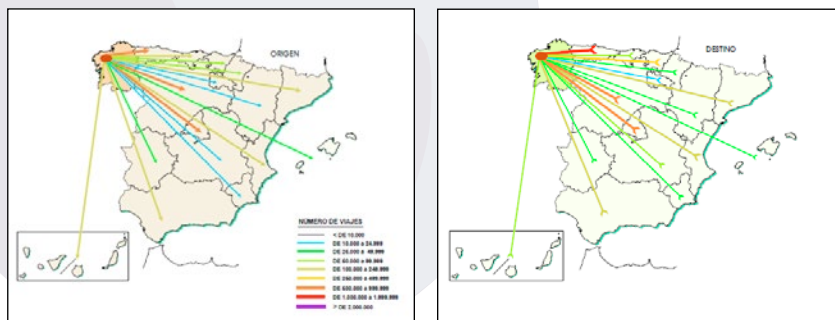 ORIGEN
NÚMERO DE VIAJES
< DE 10.000
DE 10.000 a 24.999
DE 25.000 a 49.999
DE 50.000 a 99.999
DE 100.000 a 249.999
DE 250.000 a 499.999
DE 500.000 a 999.999
DE 1.000.000 a 1.999.999
> DE 2.000.000
DESTINO